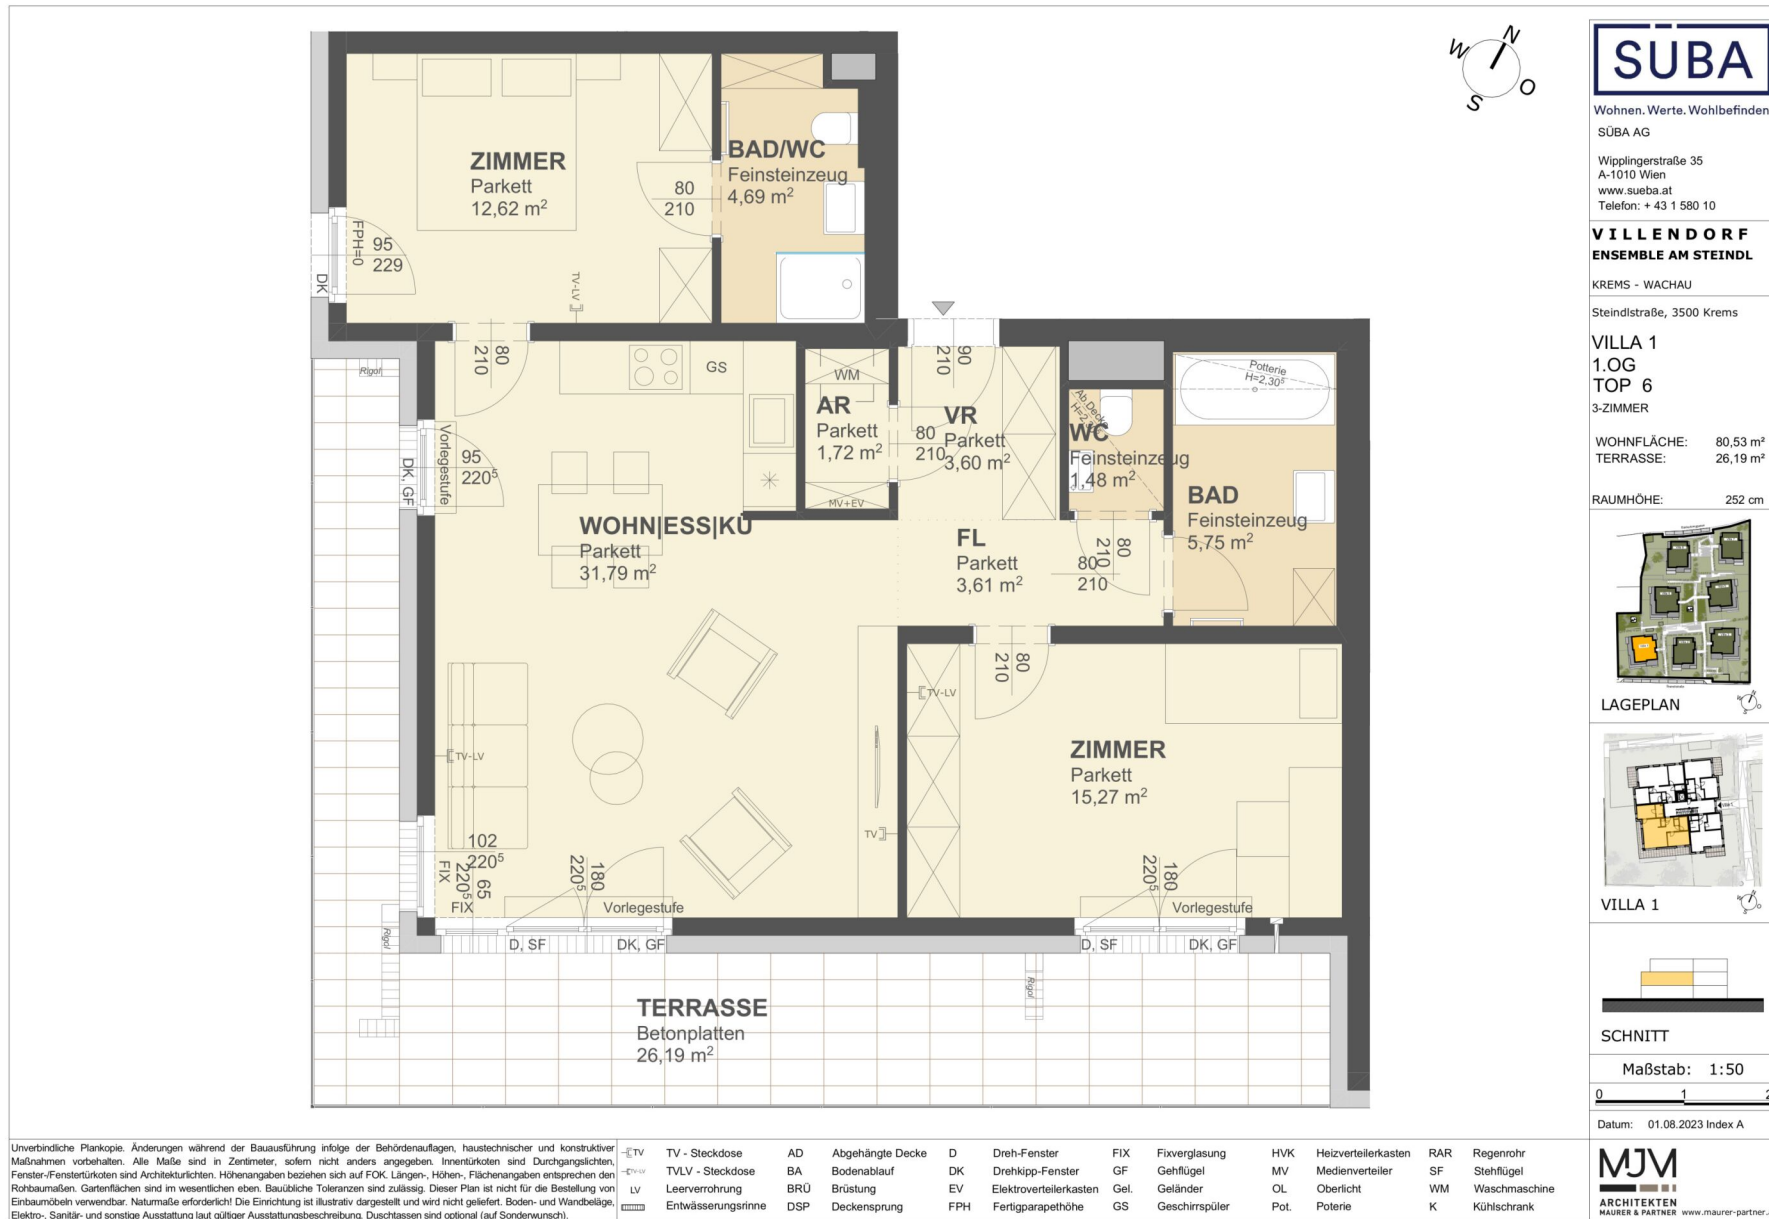 ZIMMER
Parkett
12,62 m²
80
210
BAD/WC
Feinsteinzeug
4,69 m²
FPH=0
95
229
DK
TV-LV
80
210
Rigol
GS
WM
AR
Parkett
1,72 m²
MV+EV
90
210
VR
Parkett
3,60 m²
80
210
Ab.Decke
WC
Feinsteinzeug
1,48 m²
Potterie
H=2,30⁵
BAD
Feinsteinzeug
5,75 m²
Vorlegestufe
DK, GF
95
220⁵
WOHN|ESS|KÜ
Parkett
31,79 m²
FL
Parkett
3,61 m²
80
210
80
210
80
210
TV-LV
TV-LV
TV
ZIMMER
Parkett
15,27 m²
102
220⁵
FIX
65
220⁵
FIX
180
220⁵
Vorlegestufe
180
220⁵
Vorlegestufe
D, SF
DK, GF
D, SF
DK, GF
Rigol
Rigol
TERRASSE
Betonplatten
26,19 m²
N
W
O
S
SÜBA
Wohnen. Werte. Wohlbefinden
SÜBA AG
Wipplingerstraße 35
A-1010 Wien
www.sueba.at
Telefon: + 43 1 580 10
VILLENDORF
ENSEMBLE AM STEINDL
KREMS - WACHAU
Steindlstraße, 3500 Krems
VILLA 1
1.OG
TOP 6
3-ZIMMER
WOHNFLÄCHE: 80,53 m²
TERRASSE: 26,19 m²
RAUMHÖHE: 252 cm
LAGEPLAN
VILLA 1
SCHNITT
Maßstab: 1:50
0 1 2
Datum: 01.08.2023 Index A
MJM
ARCHITEKTEN
MAURER & PARTNER www.maurer-partner.
Unverbindliche Plankopie. Änderungen während der Bauausführung infolge der Behördenauflagen, haustechnischer und konstruktiver
Maßnahmen vorbehalten. Alle Maße sind in Zentimeter, sofern nicht anders angegeben. Innentürkoten sind Durchgangslichten,
Fenster-/Fenstertürkoten sind Architekturlichten. Höhenangaben beziehen sich auf FOK. Längen-, Höhen-, Flächenangaben entsprechen den
Rohbaumaßen. Gartenflächen sind im wesentlichen eben. Bauübliche Toleranzen sind zulässig. Dieser Plan ist nicht für die Bestellung von
Einbaumöbeln verwendbar. Naturmaße erforderlich! Die Einrichtung ist illustrativ dargestellt und wird nicht geliefert. Boden- und Wandbeläge,
Elektro-, Sanitär- und sonstige Ausstattung laut gültiger Ausstattungsbeschreibung. Duschtassen sind optional (auf Sonderwunsch).
TV TV - Steckdose AD Abgehängte Decke D Dreh-Fenster FIX Fixverglasung HVK Heizverteilerkasten RAR Regenrohr
TV-LV TVLV - Steckdose BA Bodenablauf DK Drehkipp-Fenster GF Gehflügel MV Medienverteiler SF Stehflügel
LV Leerverrohrung BRÜ Brüstung EV Elektroverteilerkasten Gel. Geländer OL Oberlicht WM Waschmaschine
Entwässerungsrinne DSP Deckensprung FPH Fertigparapethöhe GS Geschirrspüler Pot. Poterie K Kühlschrank